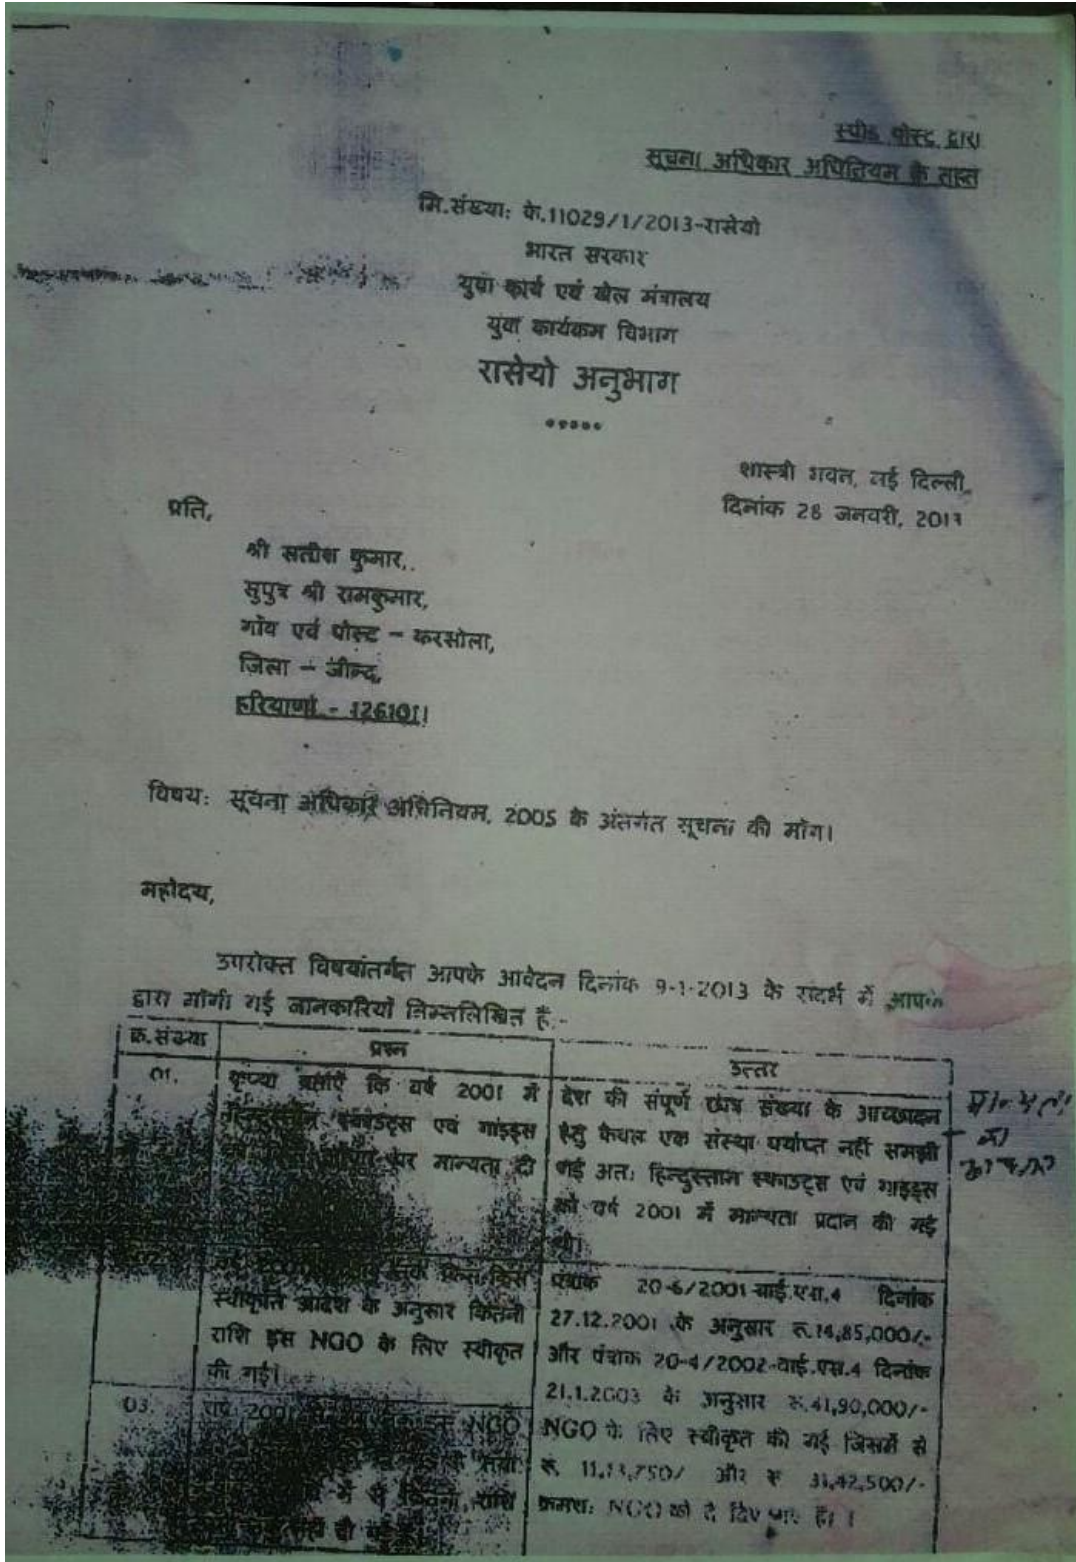 स्पीड पोस्ट द्वारा
सूचना अधिकार अधितियम के तहत
मि.संख्याः के.11029/1/2013-रासेयो
भारत सरकार
युवा कार्य एवं खेल मंत्रालय
युवा कार्यकम विभाग
रासेयो अनुभाग
*****
शास्त्री भवन, नई दिल्ली,
दिनांक 28 जनवरी, 2013
प्रति,
श्री सतीश कुमार,
सुपुत्र श्री रामकुमार,
गॉव एवं पोस्ट - करसोला,
ज़िला - जीन्द,
हरियाणा - 126101।
विषयः सूचना अधिकार अधिनियम, 2005 के अंतर्गत सूचना की मॉग।
महोदय,
उपरोक्त विषयांतर्गत आपके आवेदन दिनांक 9-1-2013 के संदर्भ में आपके
द्वारा मॉगी गई जानकारियॉ निम्नलिखित हैं:-
क्र.संख्या प्रश्न उत्तर
01. कृप्या बताऐं कि वर्ष 2001 में
स्काउट्स एवं गांइड्स
पर मान्यता दी
देश की संपूर्ण छात्र संख्या के आच्छादन
हेतु केवल एक संस्था पर्याप्त नहीं समझी
गई अतः हिन्दुस्तान स्काउट्स एवं गाइड्स
को वर्ष 2001 में मान्यता प्रदान की गई
थी।
किस
स्वीकृति आदेश के अनुसार कितनी
राशि इस NGO के लिए स्वीकृत
की गई।
पत्रांक 20-6/2001-वाई.एस.4 दिनांक
27.12.2001 के अनुसार रू.14,85,000/-
और पंत्राक 20-4/2002-वाई.एस.4 दिनांक
21.1.2003 के अनुसार रू.41,90,000/-
NGO के लिए स्वीकृत की गई जिसमें से
रू. 11,13,750/ और रू 31,42,500/-
क्रमशः NGO को दे दिए गए हैं।
03. 2001 NGO
राशि